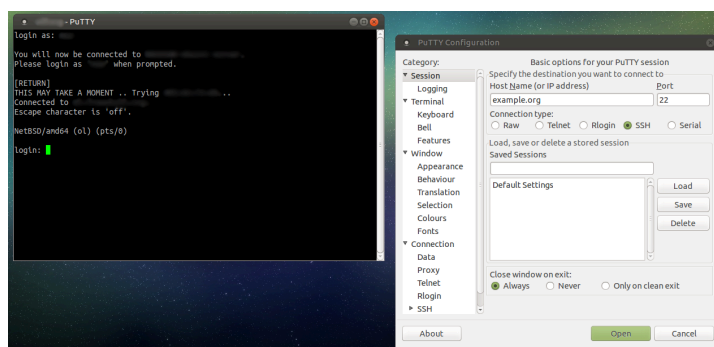 - PuTTY
login as:
You will now be connected to
Please login as " " when prompted.
[RETURN]
THIS MAY TAKE A MOMENT .. Trying ...
Connected to
Escape character is 'off'.
NetBSD/amd64 (ol) (pts/0)
login:
PuTTY Configuration
Category:
Session
Logging
Terminal
Keyboard
Bell
Features
Window
Appearance
Behaviour
Translation
Selection
Colours
Fonts
Connection
Data
Proxy
Telnet
Rlogin
SSH
Basic options for your PuTTY session
Specify the destination you want to connect to
Host Name (or IP address) Port
example.org 22
Connection type:
Raw Telnet Rlogin SSH Serial
Load, save or delete a stored session
Saved Sessions
Default Settings
Load
Save
Delete
Close window on exit:
Always Never Only on clean exit
About Open Cancel